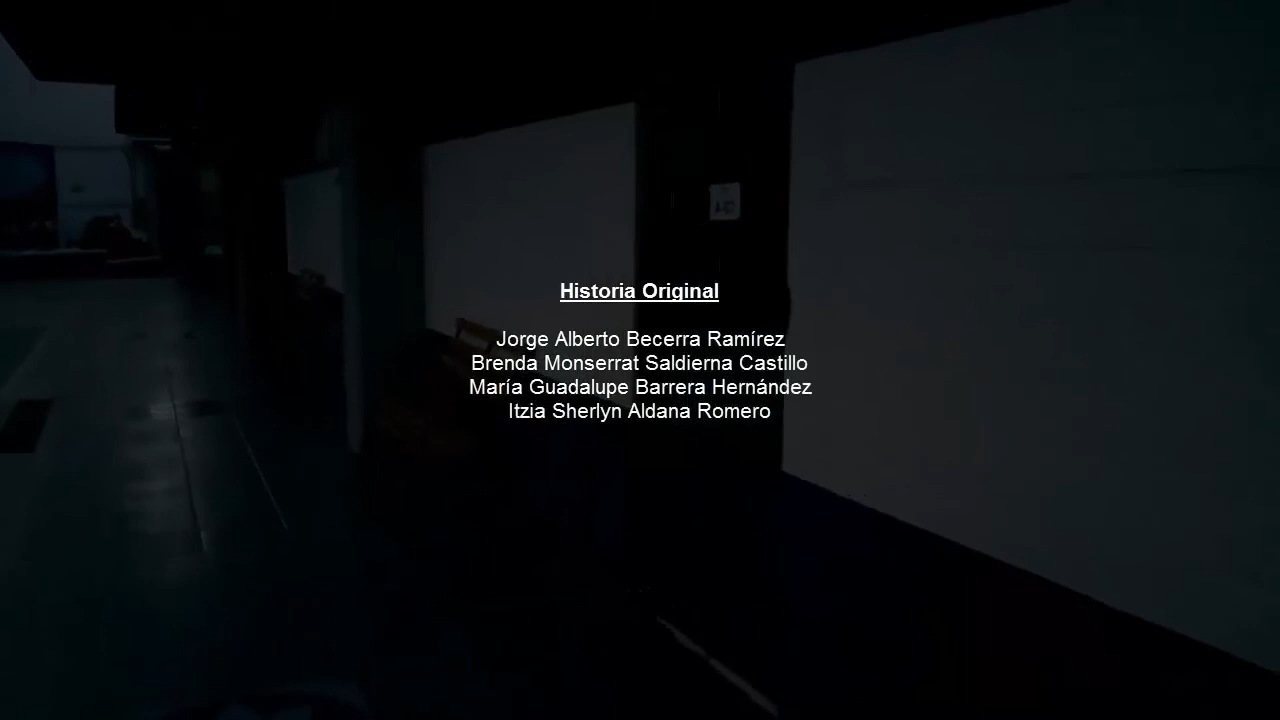 Historia Original
Jorge Alberto Becerra Ramírez
Brenda Monserrat Saldierna Castillo
María Guadalupe Barrera Hernández
Itzia Sherlyn Aldana Romero